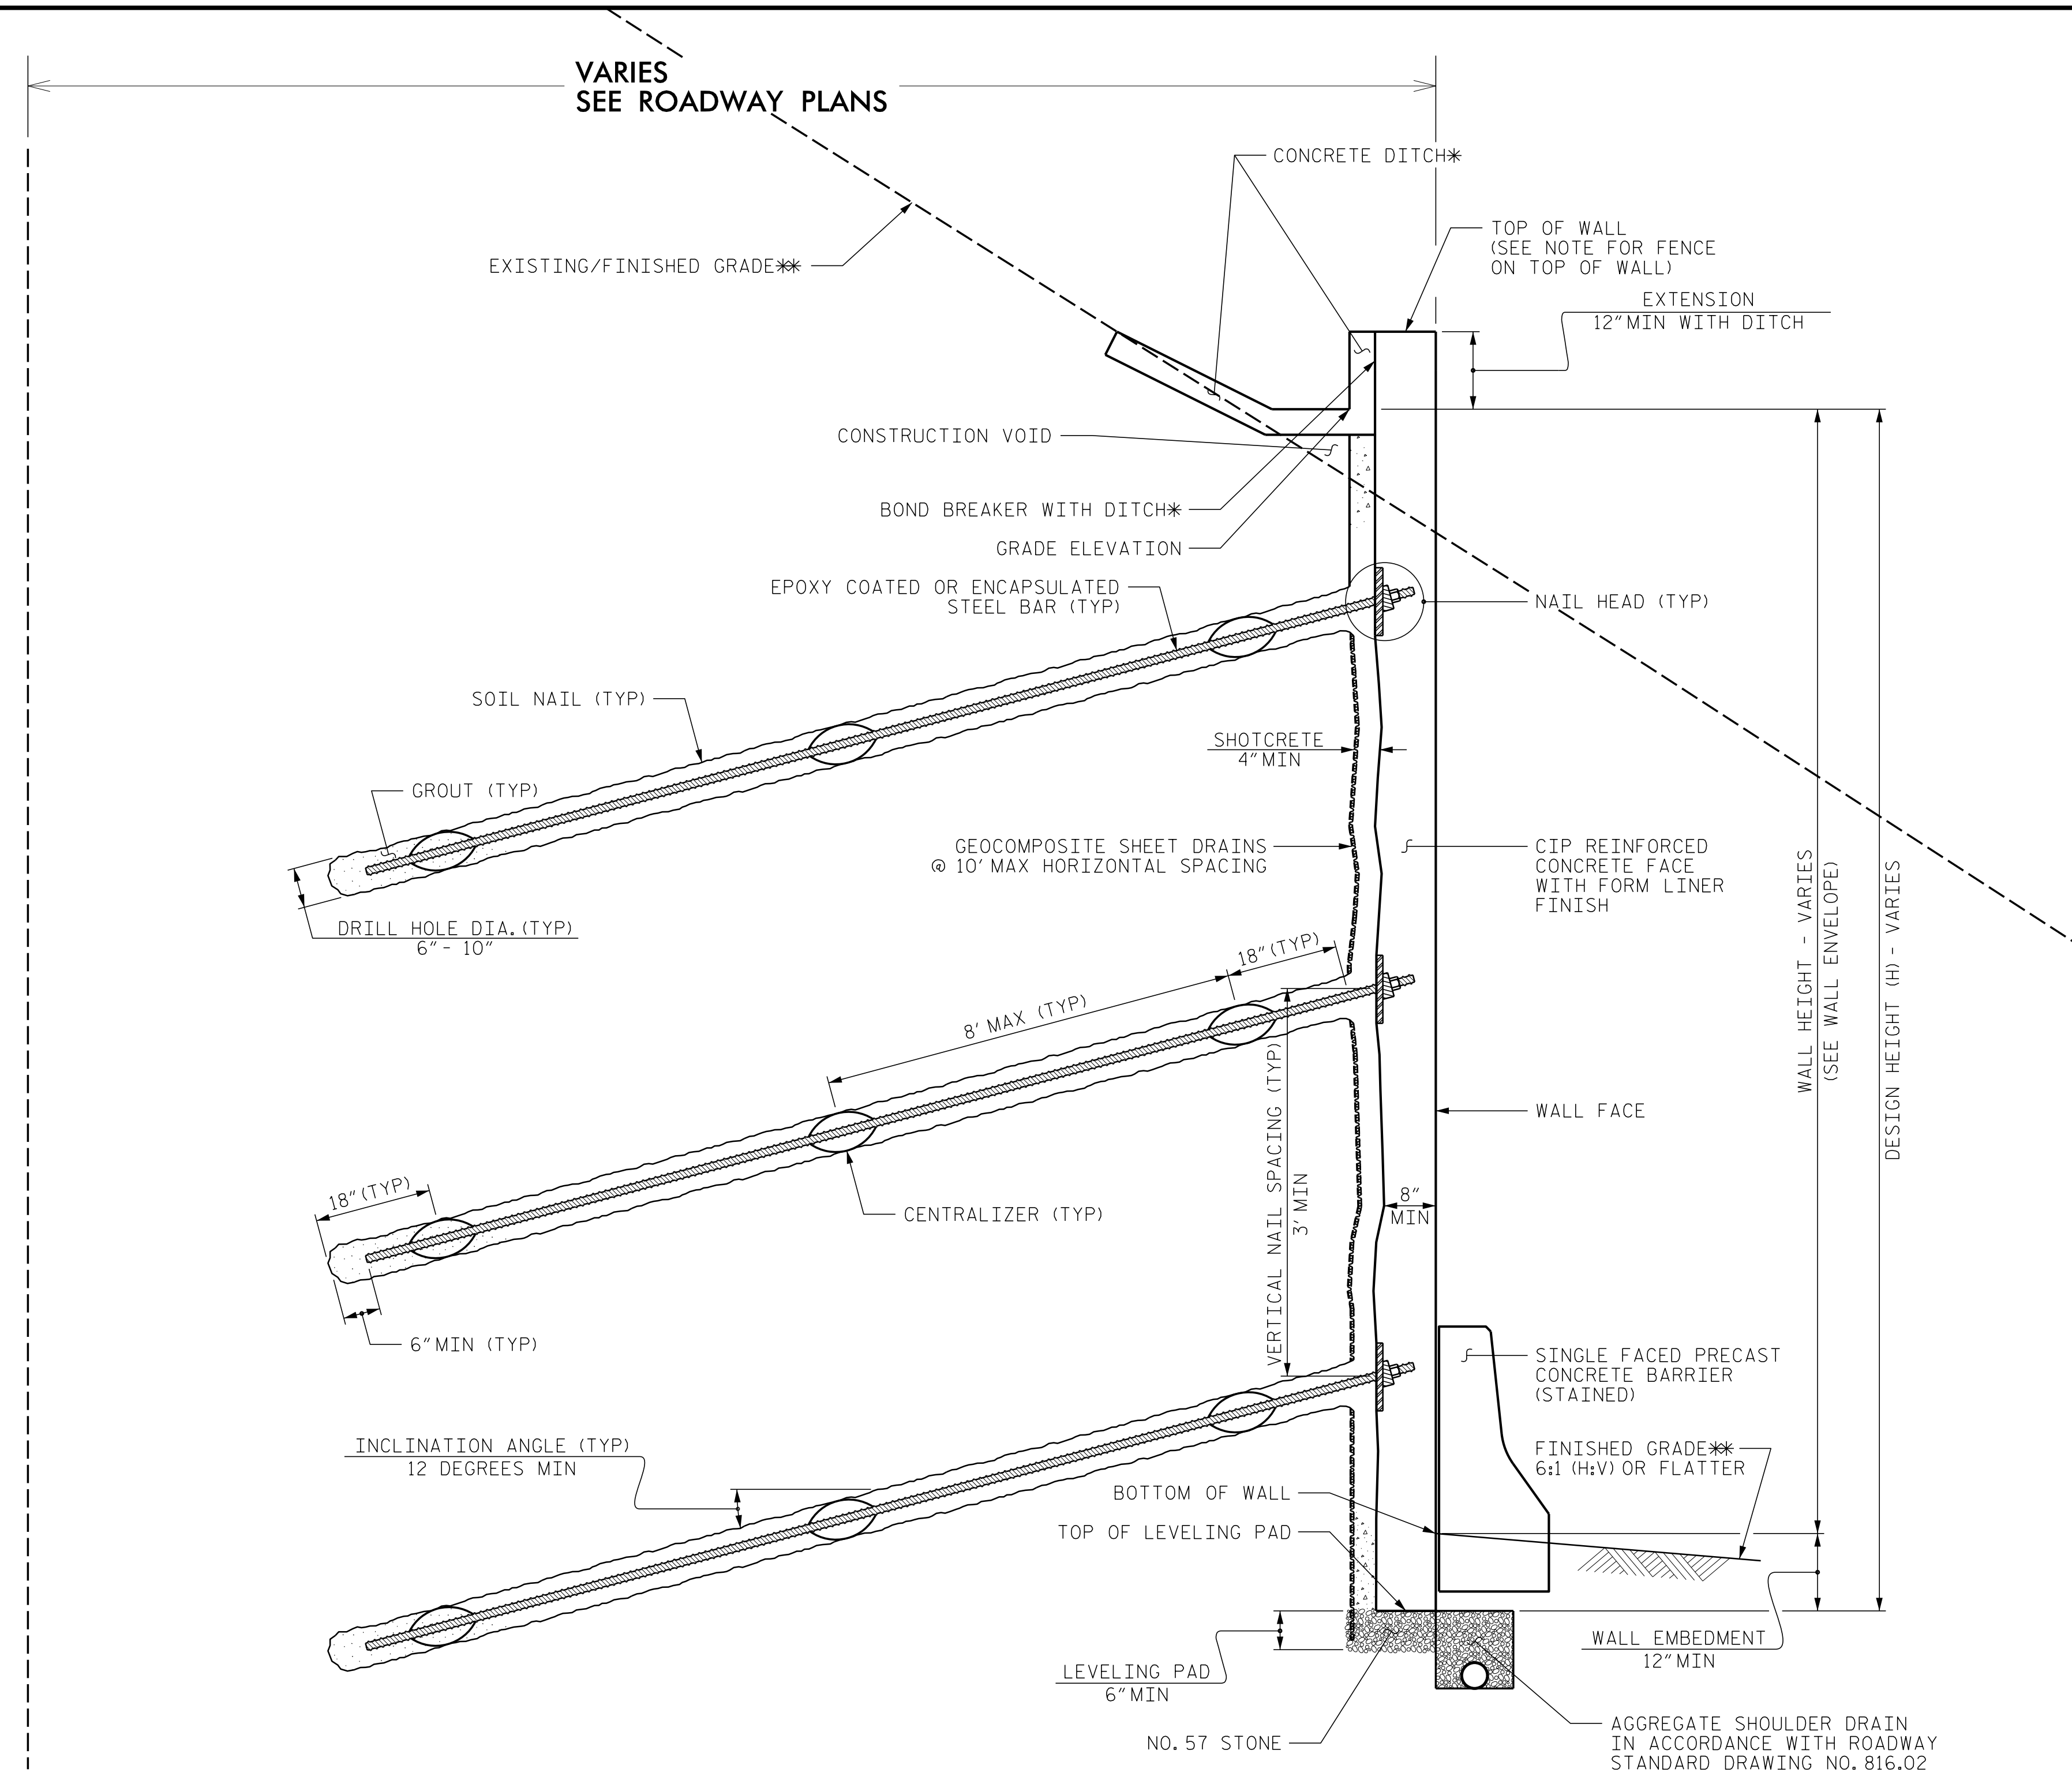 VARIES
SEE ROADWAY PLANS
CONCRETE DITCH*
TOP OF WALL
(SEE NOTE FOR FENCE
ON TOP OF WALL)
EXISTING/FINISHED GRADE**
EXTENSION
12" MIN WITH DITCH
CONSTRUCTION VOID
BOND BREAKER WITH DITCH*
GRADE ELEVATION
EPOXY COATED OR ENCAPSULATED
STEEL BAR (TYP)
NAIL HEAD (TYP)
SOIL NAIL (TYP)
SHOTCRETE
4" MIN
GROUT (TYP)
GEOCOMPOSITE SHEET DRAINS
@ 10' MAX HORIZONTAL SPACING
CIP REINFORCED
CONCRETE FACE
WITH FORM LINER
FINISH
WALL HEIGHT - VARIES
(SEE WALL ENVELOPE)
DESIGN HEIGHT (H) - VARIES
DRILL HOLE DIA. (TYP)
6" - 10"
18" (TYP)
8' MAX (TYP)
VERTICAL NAIL SPACING (TYP)
3' MIN
WALL FACE
18" (TYP)
CENTRALIZER (TYP)
8"
MIN
6" MIN (TYP)
SINGLE FACED PRECAST
CONCRETE BARRIER
(STAINED)
INCLINATION ANGLE (TYP)
12 DEGREES MIN
FINISHED GRADE**
6:1 (H:V) OR FLATTER
BOTTOM OF WALL
TOP OF LEVELING PAD
WALL EMBEDMENT
12" MIN
LEVELING PAD
6" MIN
NO. 57 STONE
AGGREGATE SHOULDER DRAIN
IN ACCORDANCE WITH ROADWAY
STANDARD DRAWING NO. 816.02